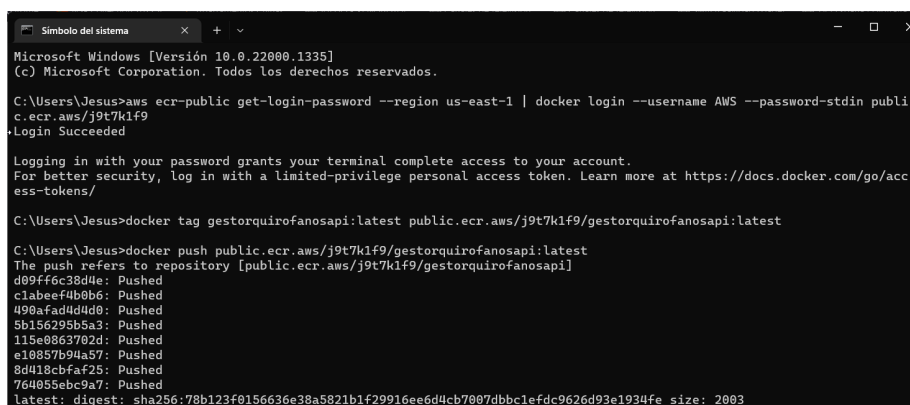 Símbolo del sistema
Microsoft Windows [Versión 10.0.22000.1335]
(c) Microsoft Corporation. Todos los derechos reservados.
C:\Users\Jesus>aws ecr-public get-login-password --region us-east-1 | docker login --username AWS --password-stdin publi
c.ecr.aws/j9t7k1f9
Login Succeeded
Logging in with your password grants your terminal complete access to your account.
For better security, log in with a limited-privilege personal access token. Learn more at https://docs.docker.com/go/acc
ess-tokens/
C:\Users\Jesus>docker tag gestorquirofanosapi:latest public.ecr.aws/j9t7k1f9/gestorquirofanosapi:latest
C:\Users\Jesus>docker push public.ecr.aws/j9t7k1f9/gestorquirofanosapi:latest
The push refers to repository [public.ecr.aws/j9t7k1f9/gestorquirofanosapi]
d09ff6c38d4e: Pushed
c1abeef4b0b6: Pushed
490afad4d4d0: Pushed
5b156295b5a3: Pushed
115e0863702d: Pushed
e10857b94a57: Pushed
8d418cbfaf25: Pushed
764055ebc9a7: Pushed
latest: digest: sha256:78b123f0156636e38a5821b1f29916ee6d4cb7007dbbc1efdc9626d93e1934fe size: 2003